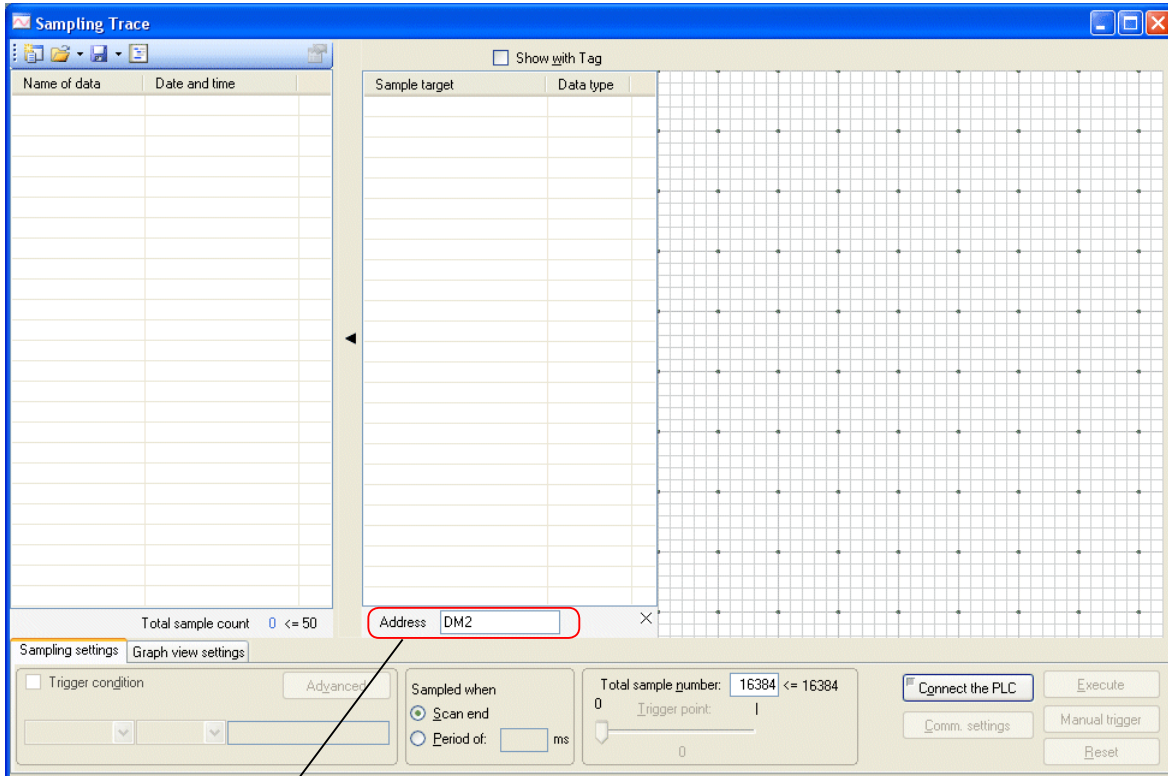 Sampling Trace
Show with Tag
Name of data Date and time
Sample target Data type
Total sample count 0 <= 50
Address DM2
Sampling settings Graph view settings
Trigger condition
Advanced
Sampled when
Scan end
Period of: ms
Total sample number: 16384 <= 16384
0 Trigger point:
0
Connect the PLC
Comm. settings
Execute
Manual trigger
Reset